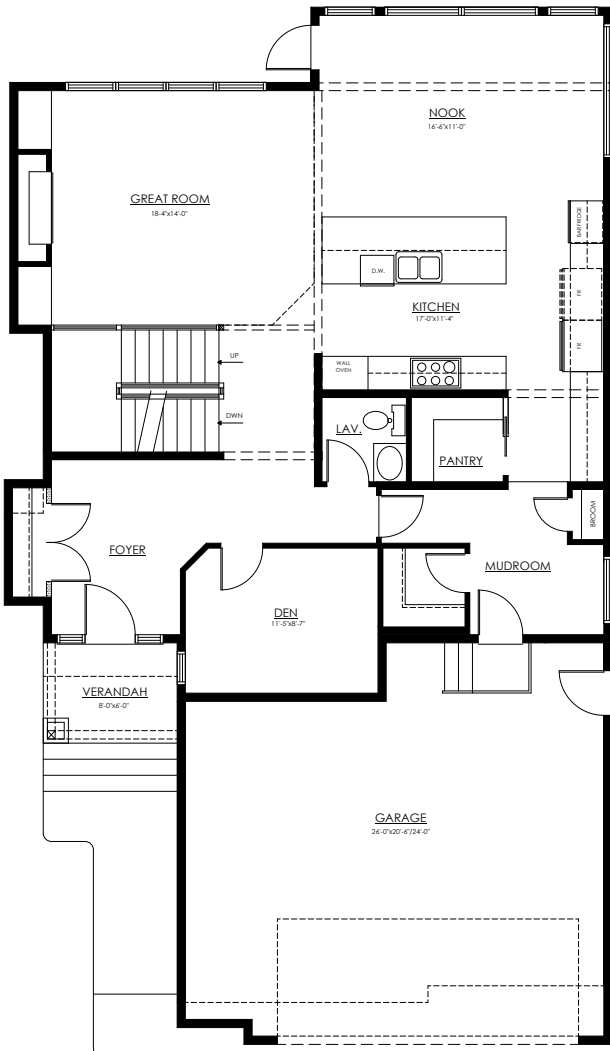 NOOK
16'-6"x11'-0"
GREAT ROOM
18-4"x14'-0"
BARFRIDGE
D.W.
FR
KITCHEN
17'-0"x11'-4"
FR
UP
WALL
OVEN
DWN
LAV.
PANTRY
BROOM
FOYER
MUDROOM
DEN
11'-5"x8'-7"
VERANDAH
8'-0"x6'-0"
GARAGE
26'-0"x20'-6"/24'-0"